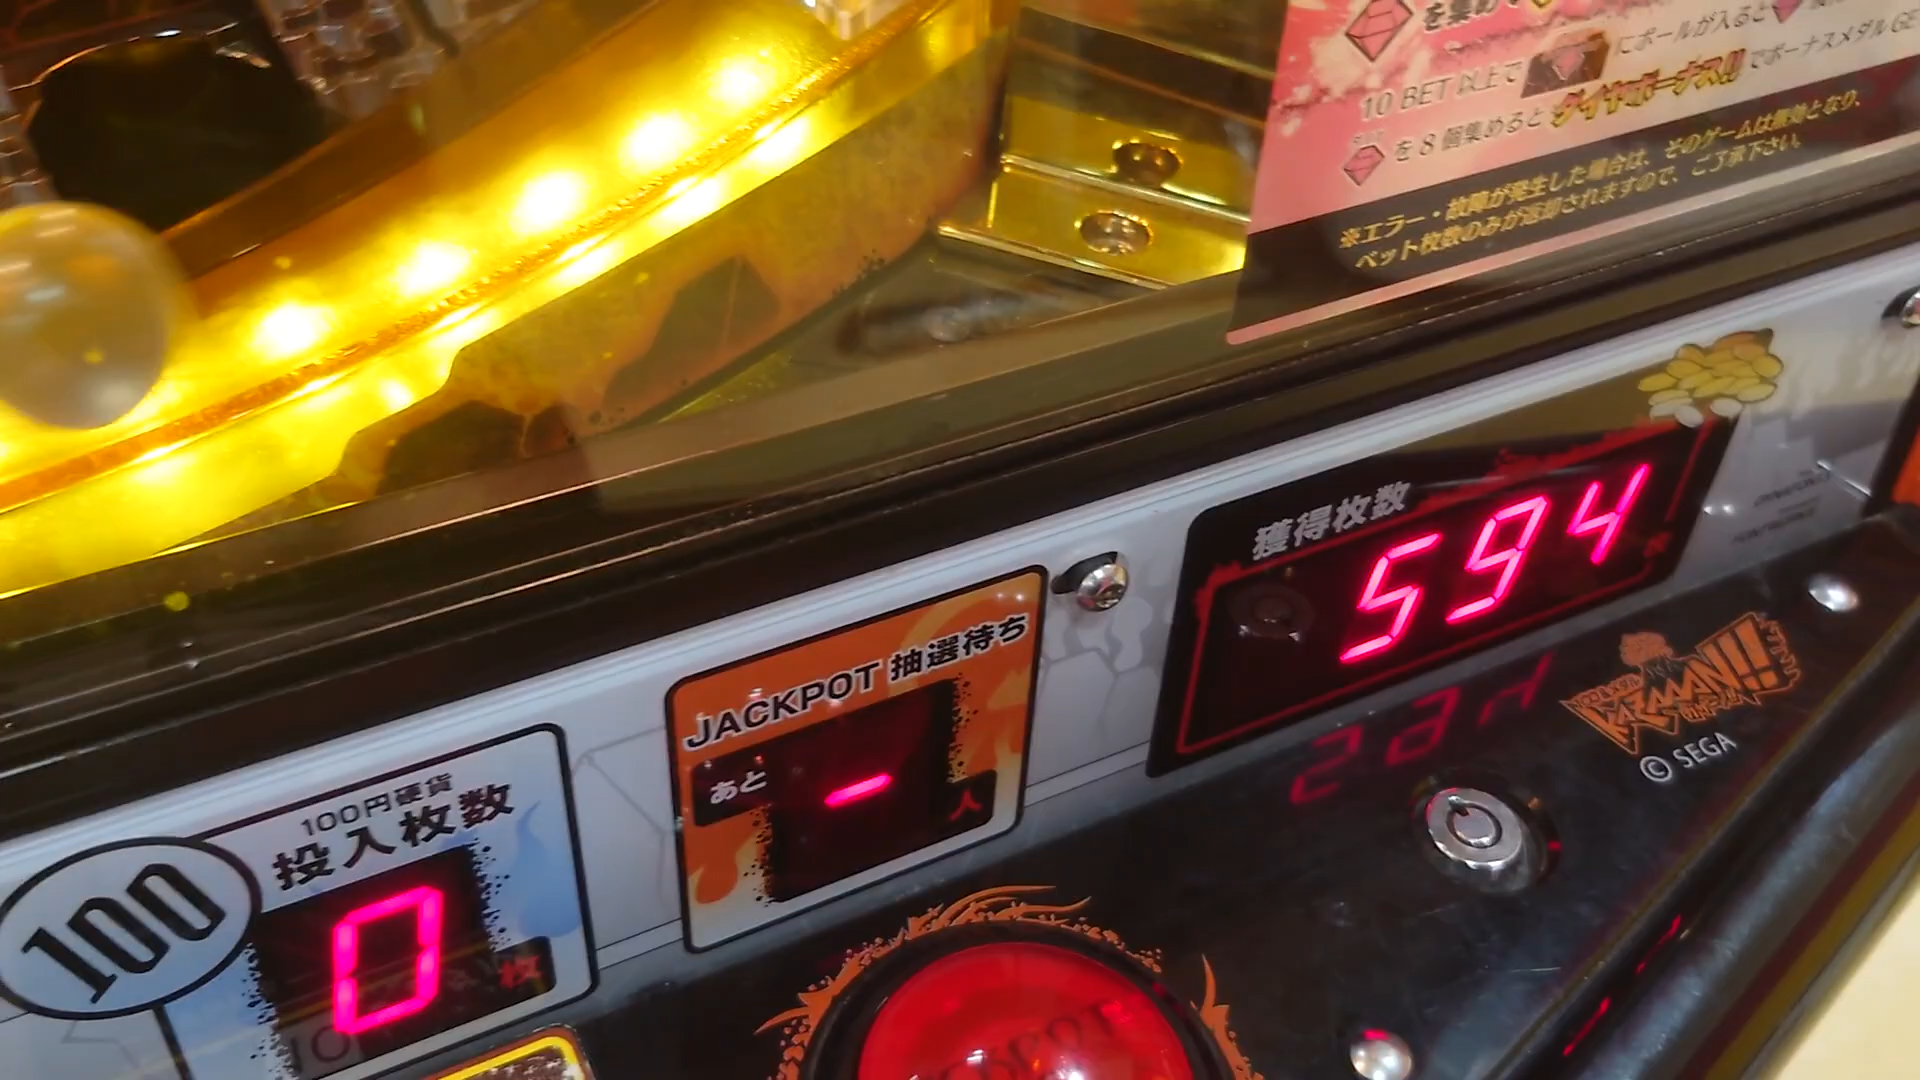 を集めて
10 BET 以上で にボールが入ると
を 8 個集めると ダイヤボーナス!! でボーナスメダル GE
※エラー・故障が発生した場合は、そのゲームは無効となり、
ベット枚数のみが返却されますので、ご了承下さい。
獲得枚数
594
JACKPOT 抽選待ち
あと - 人
100円硬貨
投入枚数
100
0 枚
© SEGA